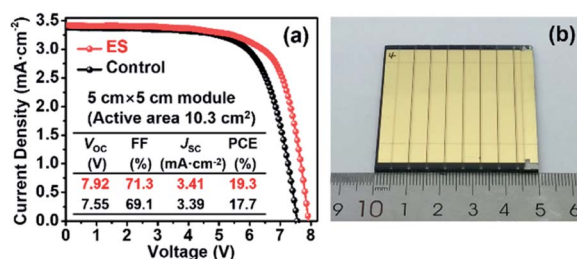 (a)
ES
Control
5 cm×5 cm module
(Active area 10.3 cm²)
V_OC FF J_SC PCE
(V) (%) (mA·cm⁻²) (%)
7.92 71.3 3.41 19.3
7.55 69.1 3.39 17.7
Current Density (mA·cm⁻²)
3.5
3.0
2.5
2.0
1.5
1.0
0.5
0.0
0 1 2 3 4 5 6 7 8
Voltage (V)
(b)
mm
9 10 1 2 3 4 5 6